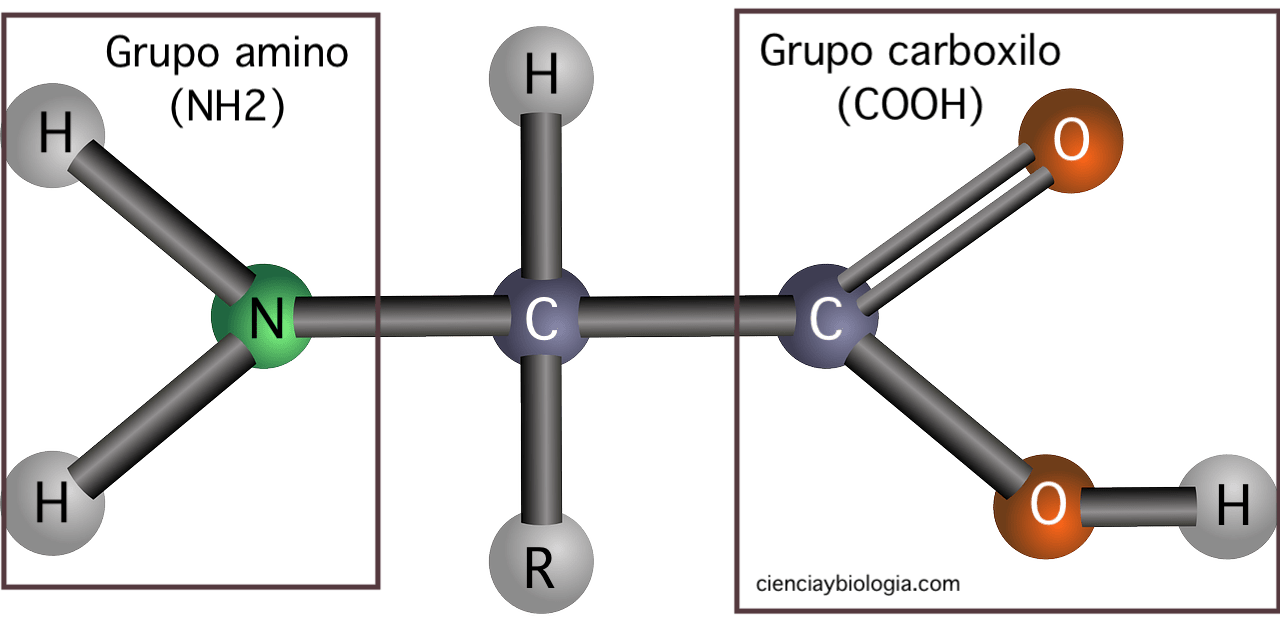 Grupo amino
(NH2)
Grupo carboxilo
(COOH)
H
H
O
N
C
C
H
O
H
R
cienciaybiologia.com